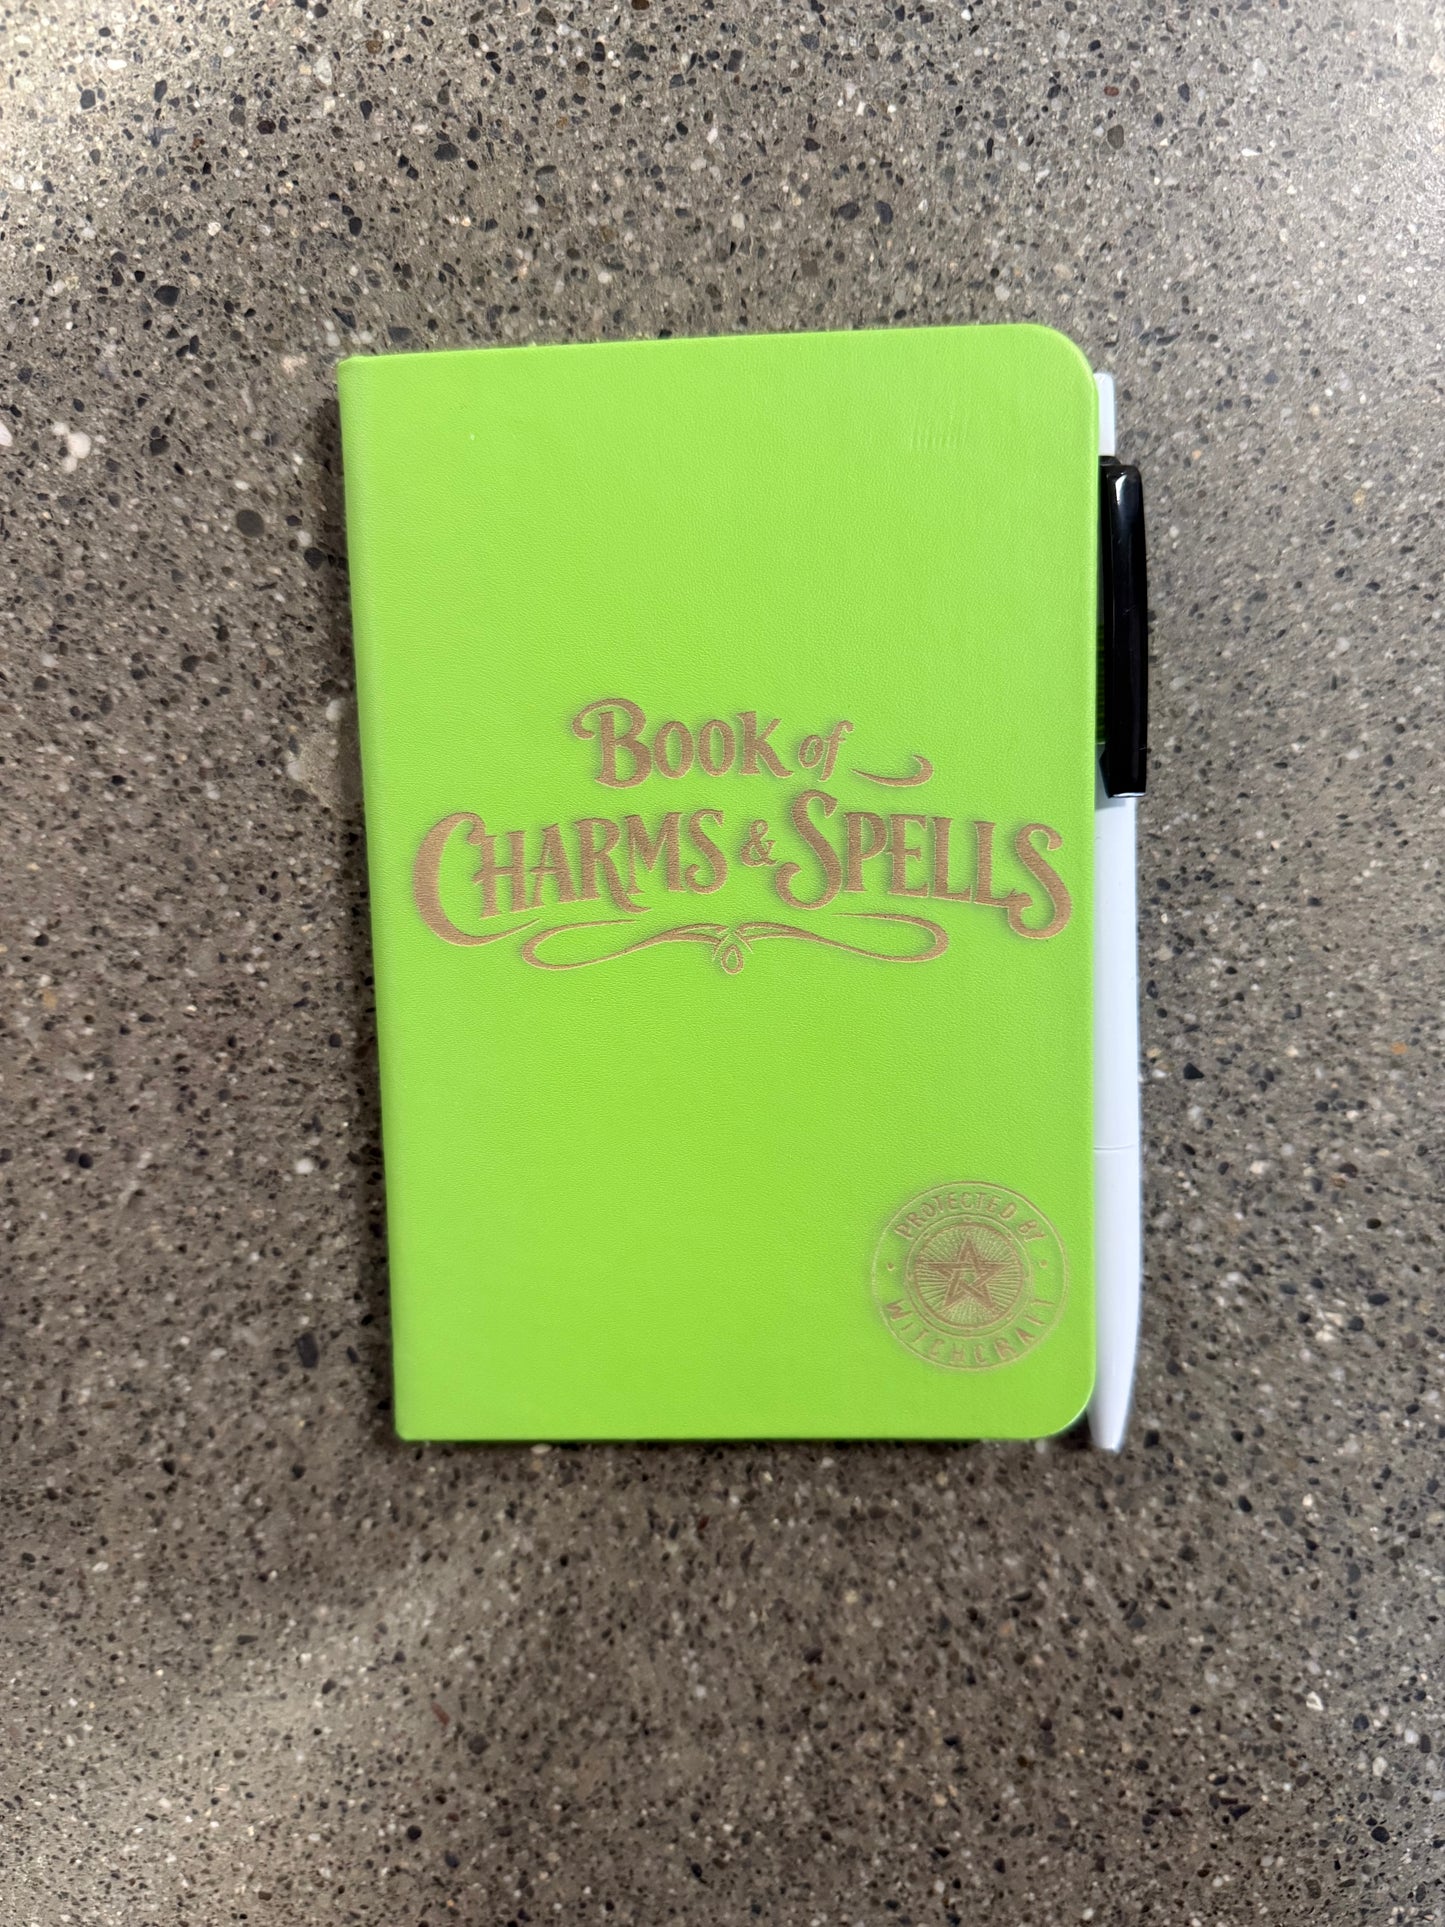 BOOK of
CHARMS & SPELLS
PROTECTED BY
WITCHCRAFT